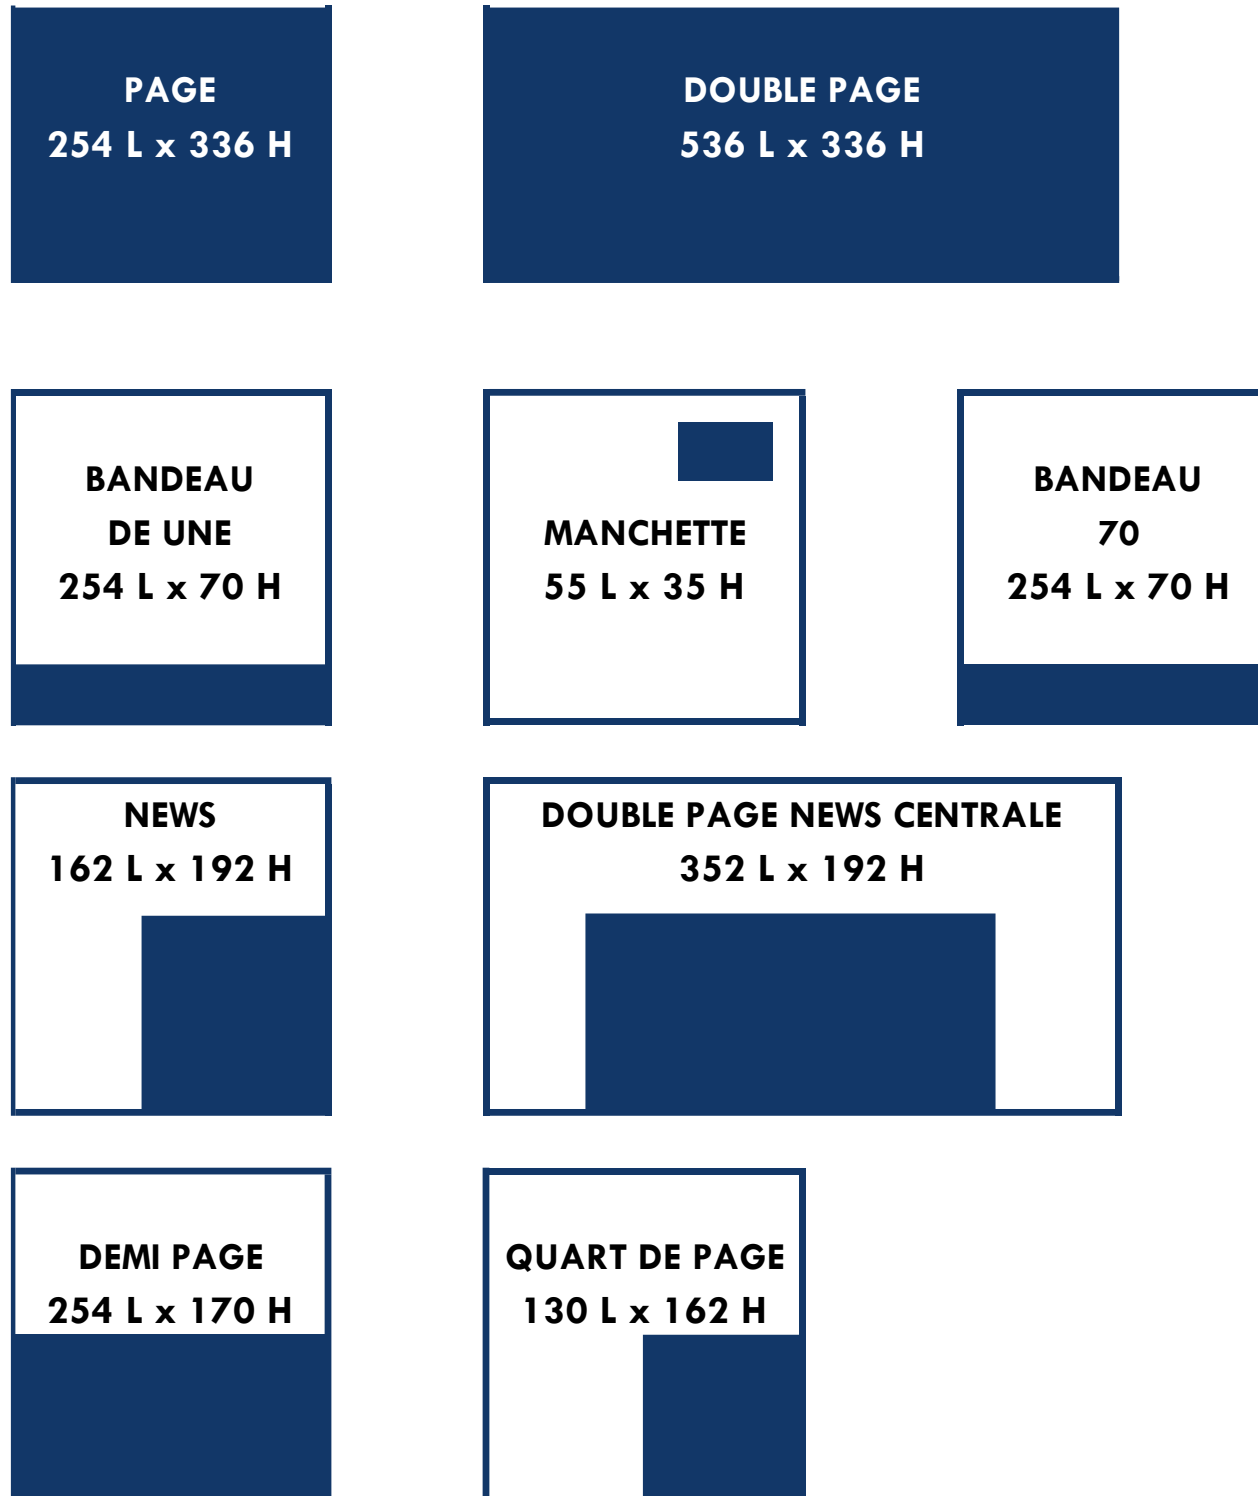 PAGE
254 L x 336 H
DOUBLE PAGE
536 L x 336 H
BANDEAU
DE UNE
254 L x 70 H
MANCHETTE
55 L x 35 H
BANDEAU
70
254 L x 70 H
NEWS
162 L x 192 H
DOUBLE PAGE NEWS CENTRALE
352 L x 192 H
DEMI PAGE
254 L x 170 H
QUART DE PAGE
130 L x 162 H